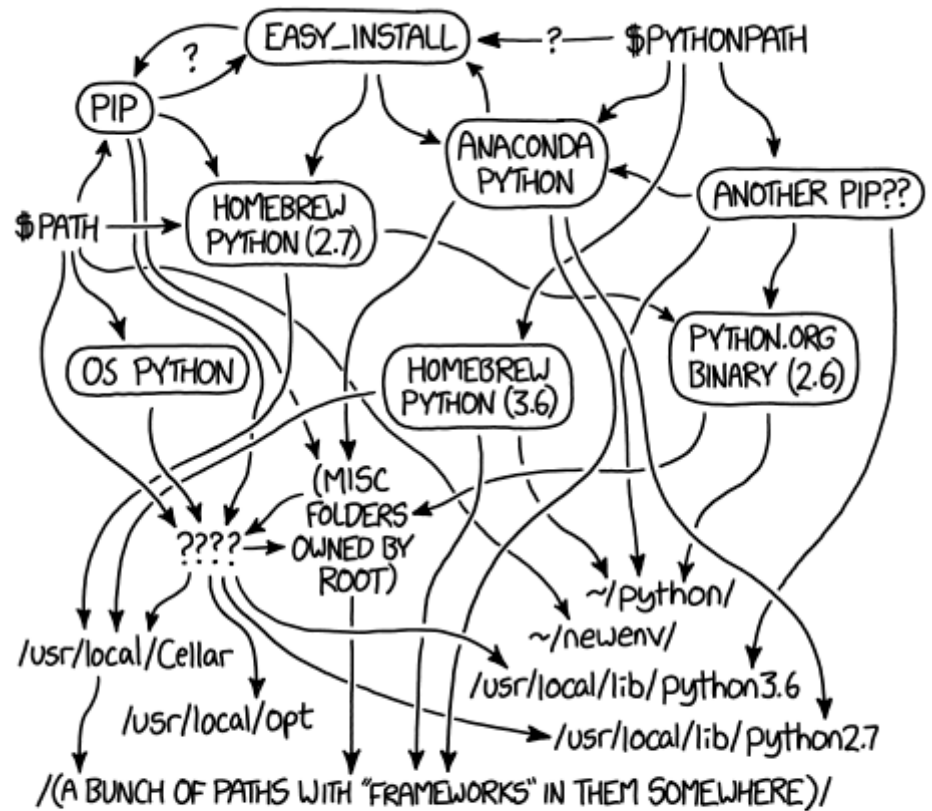 EASY_INSTALL
?
$PYTHONPATH
?
PIP
ANACONDA
PYTHON
ANOTHER PIP??
HOMEBREW
PYTHON (2.7)
$PATH
OS PYTHON
HOMEBREW
PYTHON (3.6)
PYTHON.ORG
BINARY (2.6)
(MISC
FOLDERS
OWNED BY
ROOT)
????
~/python/
~/newenv/
/usr/local/Cellar
/usr/local/lib/python3.6
/usr/local/opt
/usr/local/lib/python2.7
/(A BUNCH OF PATHS WITH "FRAMEWORKS" IN THEM SOMEWHERE)/